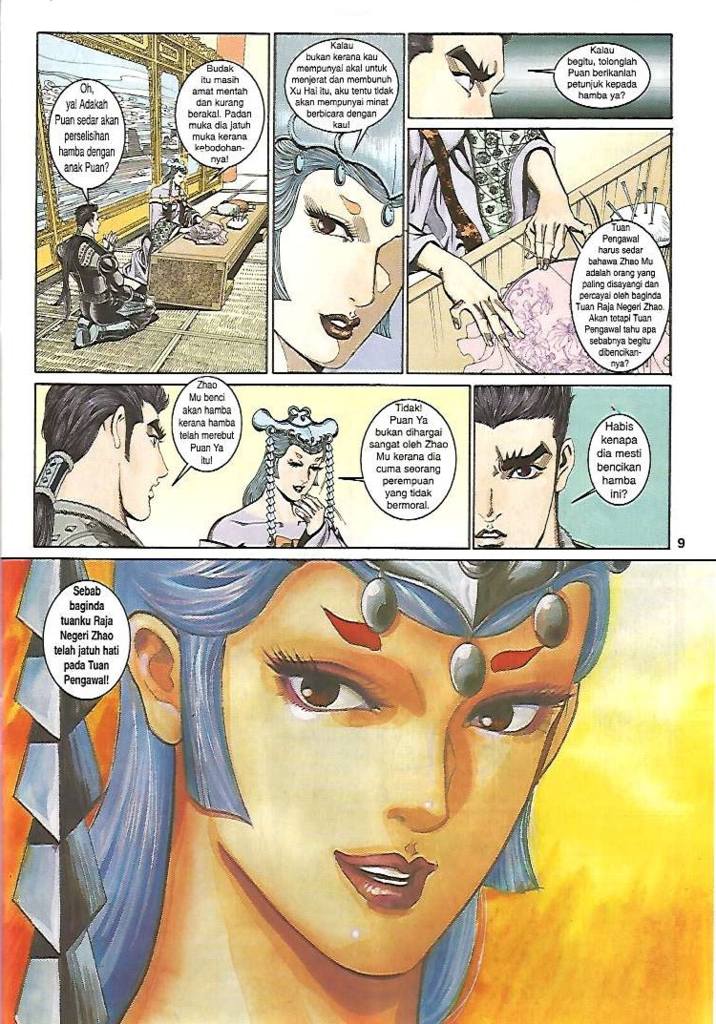 Oh,
ya! Adakah
Puan sedar akan
perselisihan
hamba dengan
anak Puan?
Budak
itu masih
amat mentah
dan kurang
berakal. Padan
muka dia jatuh
muka kerana
kebodohan-
nya!
Kalau
bukan kerana kau
mempunyai akal untuk
menjerat dan membunuh
Xu Hai itu, aku tentu tidak
akan mempunyai minat
berbicara dengan
kau!
Kalau
begitu, tolonglah
Puan berikanlah
petunjuk kepada
hamba ya?
Tuan
Pengawal
harus sedar
bahawa Zhao Mu
adalah orang yang
paling disayangi dan
percayai oleh baginda
Tuan Raja Negeri Zhao.
Akan tetapi Tuan
Pengawal tahu apa
sebabnya begitu
dibencikan-
nya?
Zhao
Mu benci
akan hamba
kerana hamba
telah merebut
Puan Ya
itu!
Tidak!
Puan Ya
bukan dihargai
sangat oleh Zhao
Mu kerana dia
cuma seorang
perempuan
yang tidak
bermoral.
Habis
kenapa
dia mesti
bencikan
hamba
ini?
9
Sebab
baginda
tuanku Raja
Negeri Zhao
telah jatuh hati
pada Tuan
Pengawal!